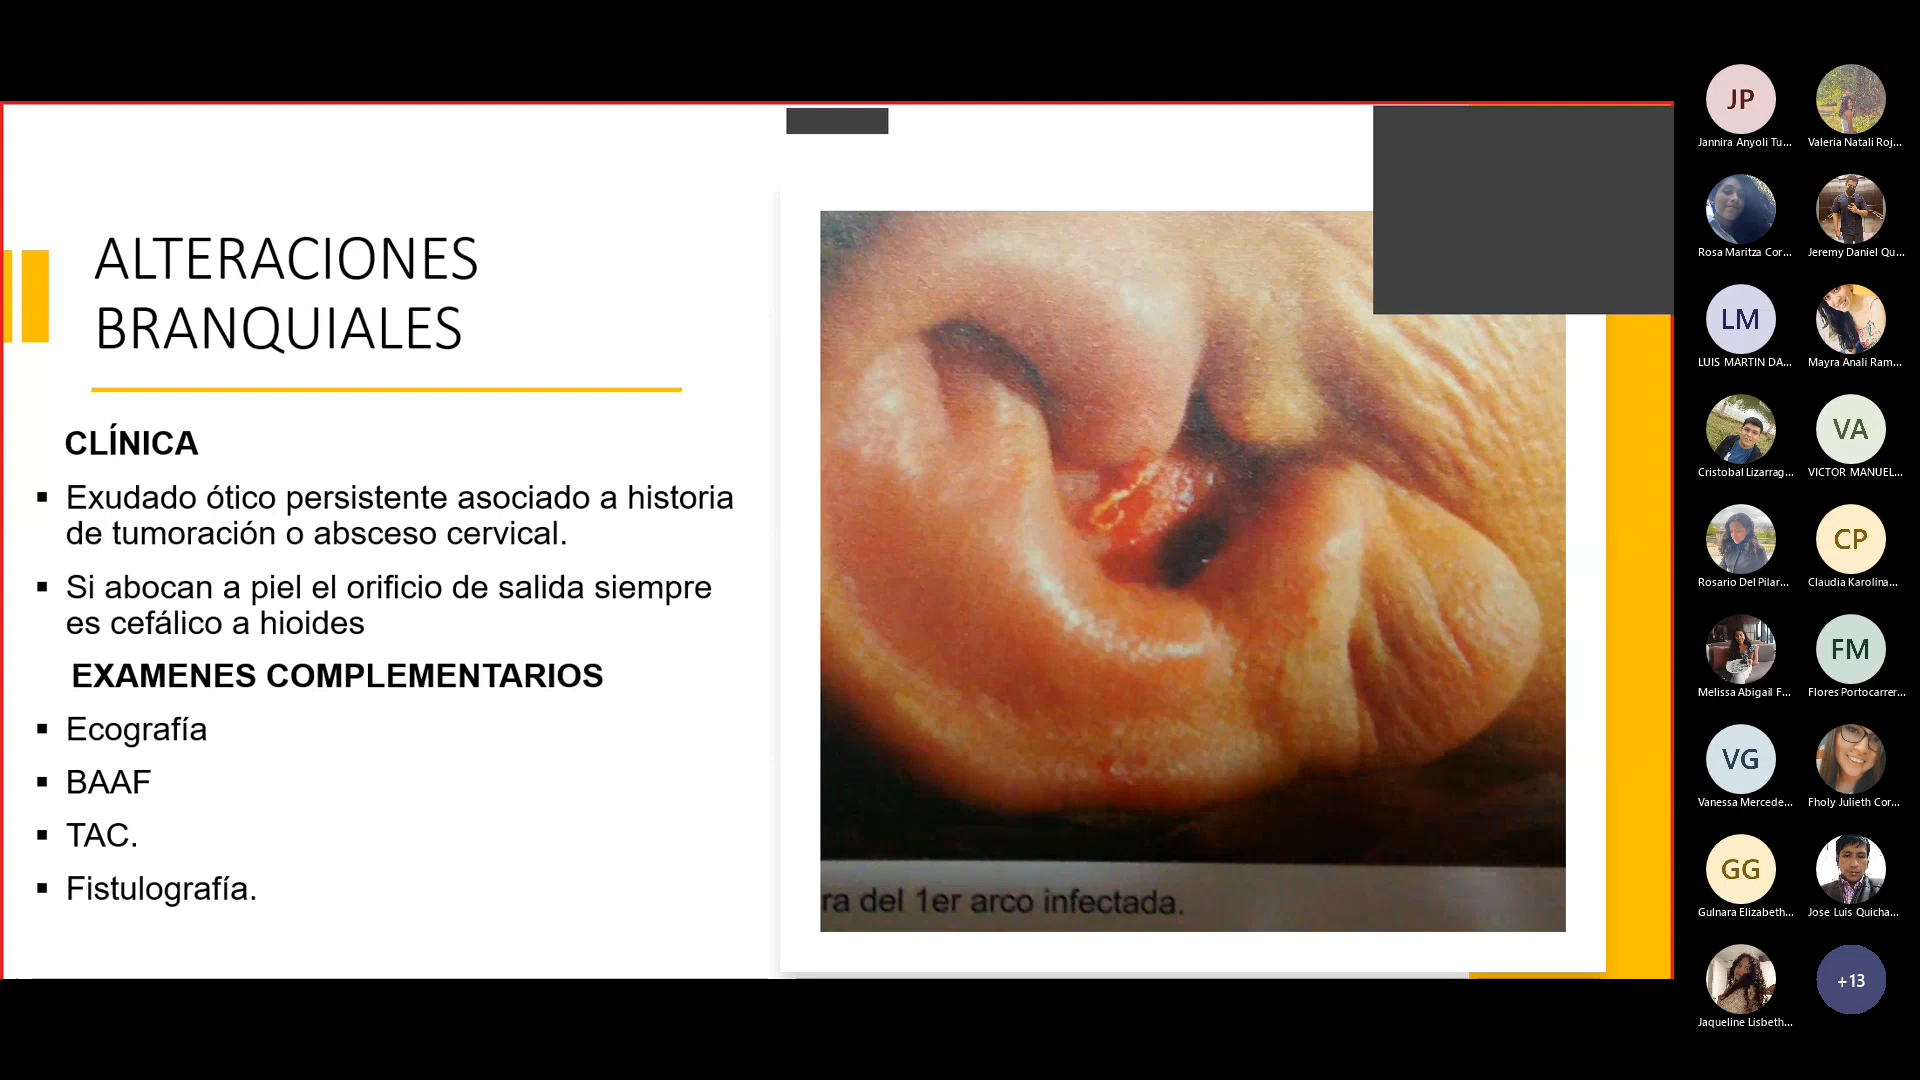 ALTERACIONES
BRANQUIALES
CLÍNICA
▪ Exudado ótico persistente asociado a historia
de tumoración o absceso cervical.
▪ Si abocan a piel el orificio de salida siempre
es cefálico a hioides
EXAMENES COMPLEMENTARIOS
▪ Ecografía
▪ BAAF
▪ TAC.
▪ Fistulografía.
ra del 1er arco infectada.
JP
Jannira Anyoli Tu...
Valeria Natali Roj...
Rosa Maritza Cor...
Jeremy Daniel Qu...
LM
LUIS MARTIN DA...
Mayra Anali Ram...
Cristobal Lizarrag...
VA
VICTOR MANUEL...
Rosario Del Pilar...
CP
Claudia Karolina...
Melissa Abigail F...
FM
Flores Portocarrer...
VG
Vanessa Mercede...
Fholy Julieth Cor...
GG
Gulnara Elizabeth...
Jose Luis Quicha...
Jaqueline Lisbeth...
+13